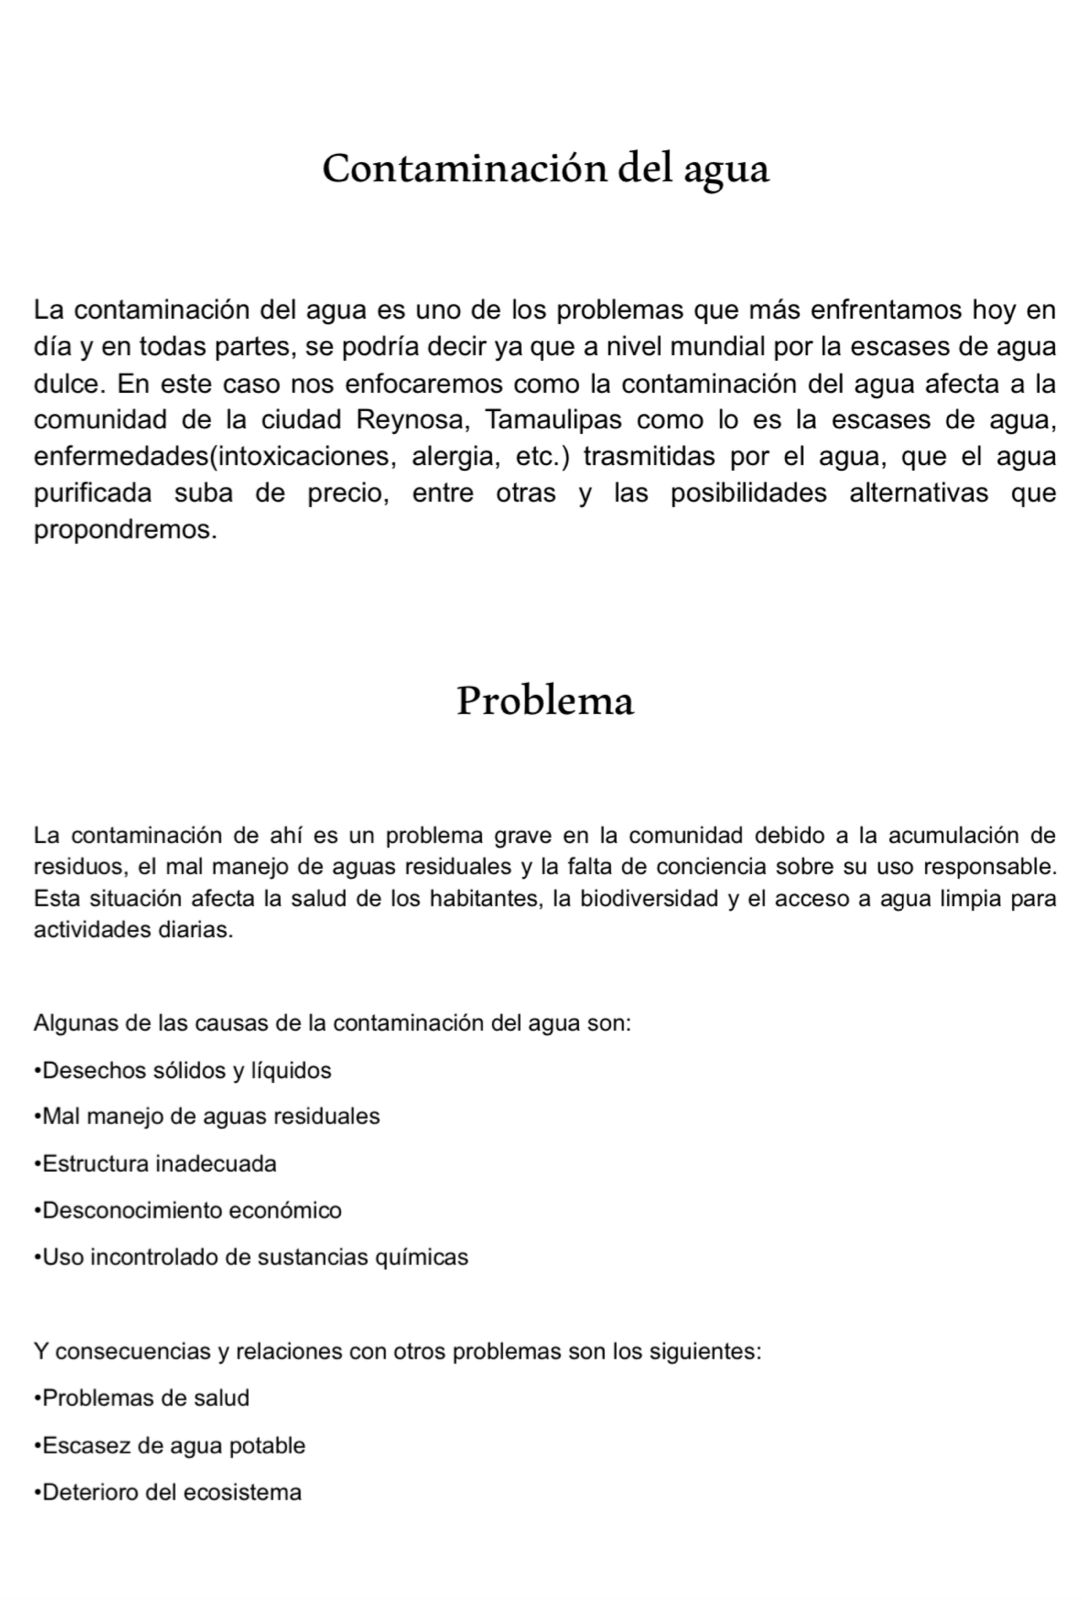 Contaminación del agua
La contaminación del agua es uno de los problemas que más enfrentamos hoy en
día y en todas partes, se podría decir ya que a nivel mundial por la escases de agua
dulce. En este caso nos enfocaremos como la contaminación del agua afecta a la
comunidad de la ciudad Reynosa, Tamaulipas como lo es la escases de agua,
enfermedades(intoxicaciones, alergia, etc.) trasmitidas por el agua, que el agua
purificada suba de precio, entre otras y las posibilidades alternativas que
propondremos.
Problema
La contaminación de ahí es un problema grave en la comunidad debido a la acumulación de
residuos, el mal manejo de aguas residuales y la falta de conciencia sobre su uso responsable.
Esta situación afecta la salud de los habitantes, la biodiversidad y el acceso a agua limpia para
actividades diarias.
Algunas de las causas de la contaminación del agua son:
•Desechos sólidos y líquidos
•Mal manejo de aguas residuales
•Estructura inadecuada
•Desconocimiento económico
•Uso incontrolado de sustancias químicas
Y consecuencias y relaciones con otros problemas son los siguientes:
•Problemas de salud
•Escasez de agua potable
•Deterioro del ecosistema